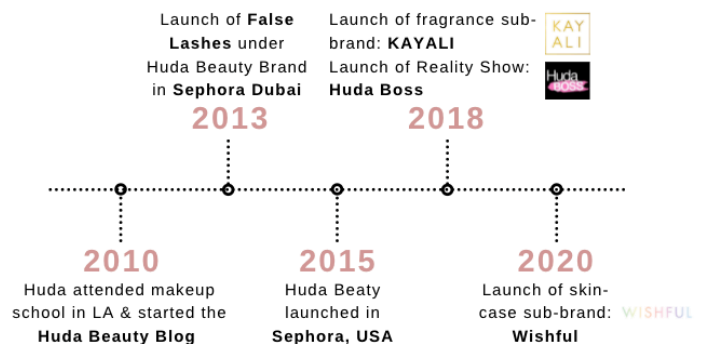 Launch of False
Lashes under
Huda Beauty Brand
in Sephora Dubai
2013
Launch of fragrance sub-
brand: KAYALI
Launch of Reality Show:
Huda Boss
KAY
ALI
Huda
BOSS
2018
2010
Huda attended makeup
school in LA & started the
Huda Beauty Blog
2015
Huda Beaty
launched in
Sephora, USA
2020
Launch of skin-
case sub-brand:
Wishful
WISHFUL